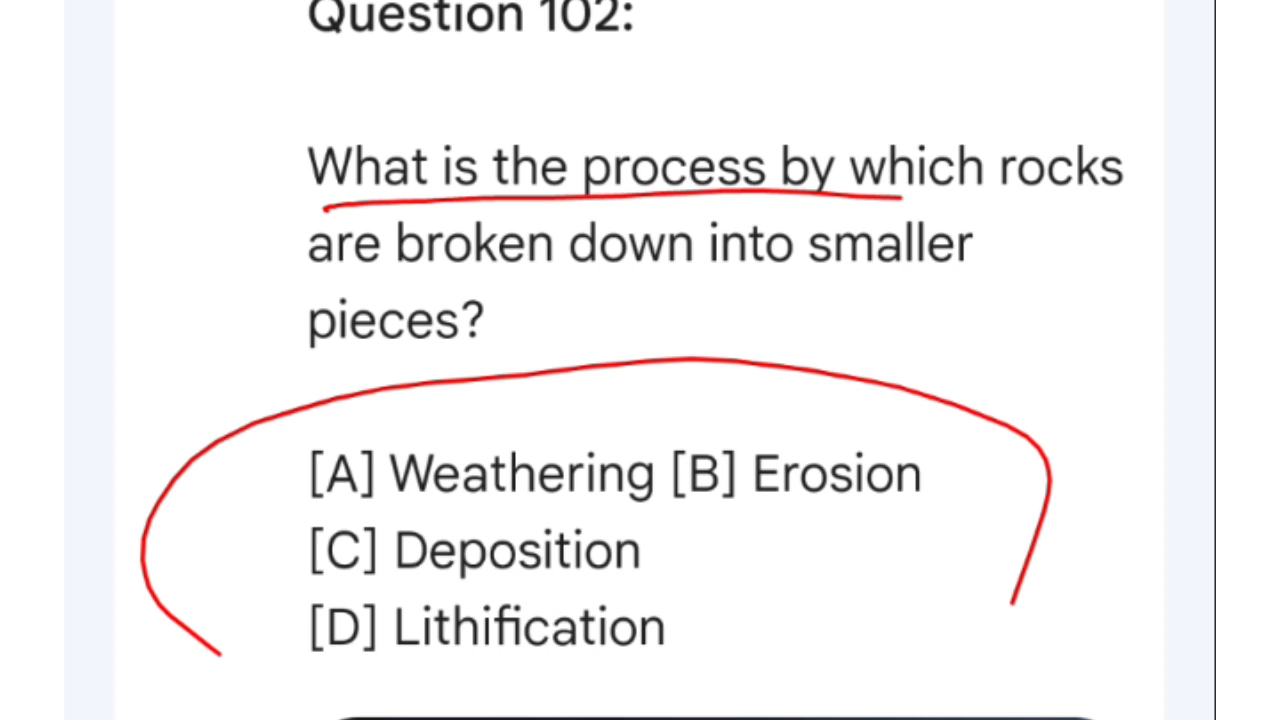 Question 102:
What is the process by which rocks
are broken down into smaller
pieces?
[A] Weathering [B] Erosion
[C] Deposition
[D] Lithification